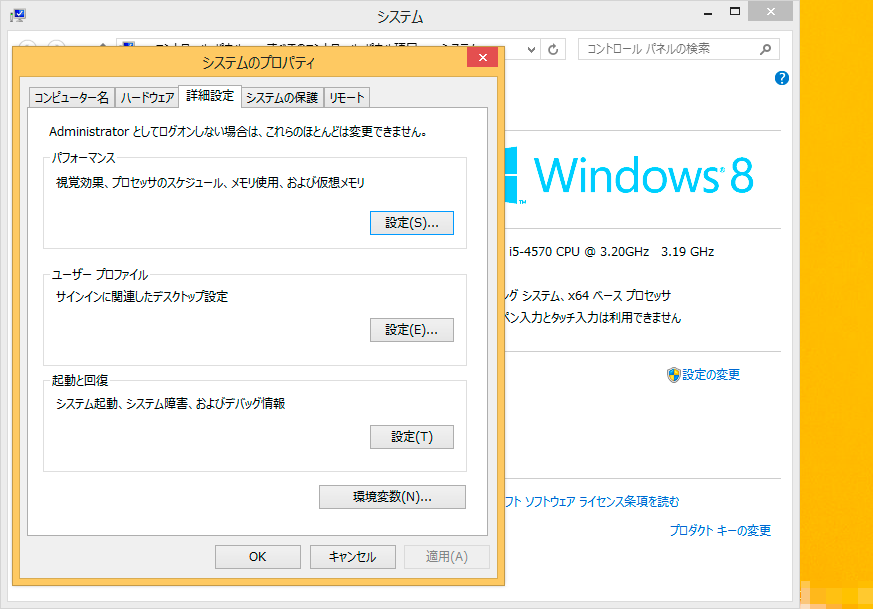 システム
コントロール パネルの検索
システムのプロパティ
コンピューター名 ハードウェア 詳細設定 システムの保護 リモート
Administrator としてログオンしない場合は、これらのほとんどは変更できません。
パフォーマンス
視覚効果、プロセッサのスケジュール、メモリ使用、および仮想メモリ
設定(S)...
ユーザー プロファイル
サインインに関連したデスクトップ設定
設定(E)...
起動と回復
システム起動、システム障害、およびデバッグ情報
設定(T)
環境変数(N)...
OK キャンセル 適用(A)
Windows 8
i5-4570 CPU @ 3.20GHz 3.19 GHz
グ システム、x64 ベース プロセッサ
ペン入力とタッチ入力は利用できません
設定の変更
フト ソフトウェア ライセンス条項を読む
プロダクト キーの変更